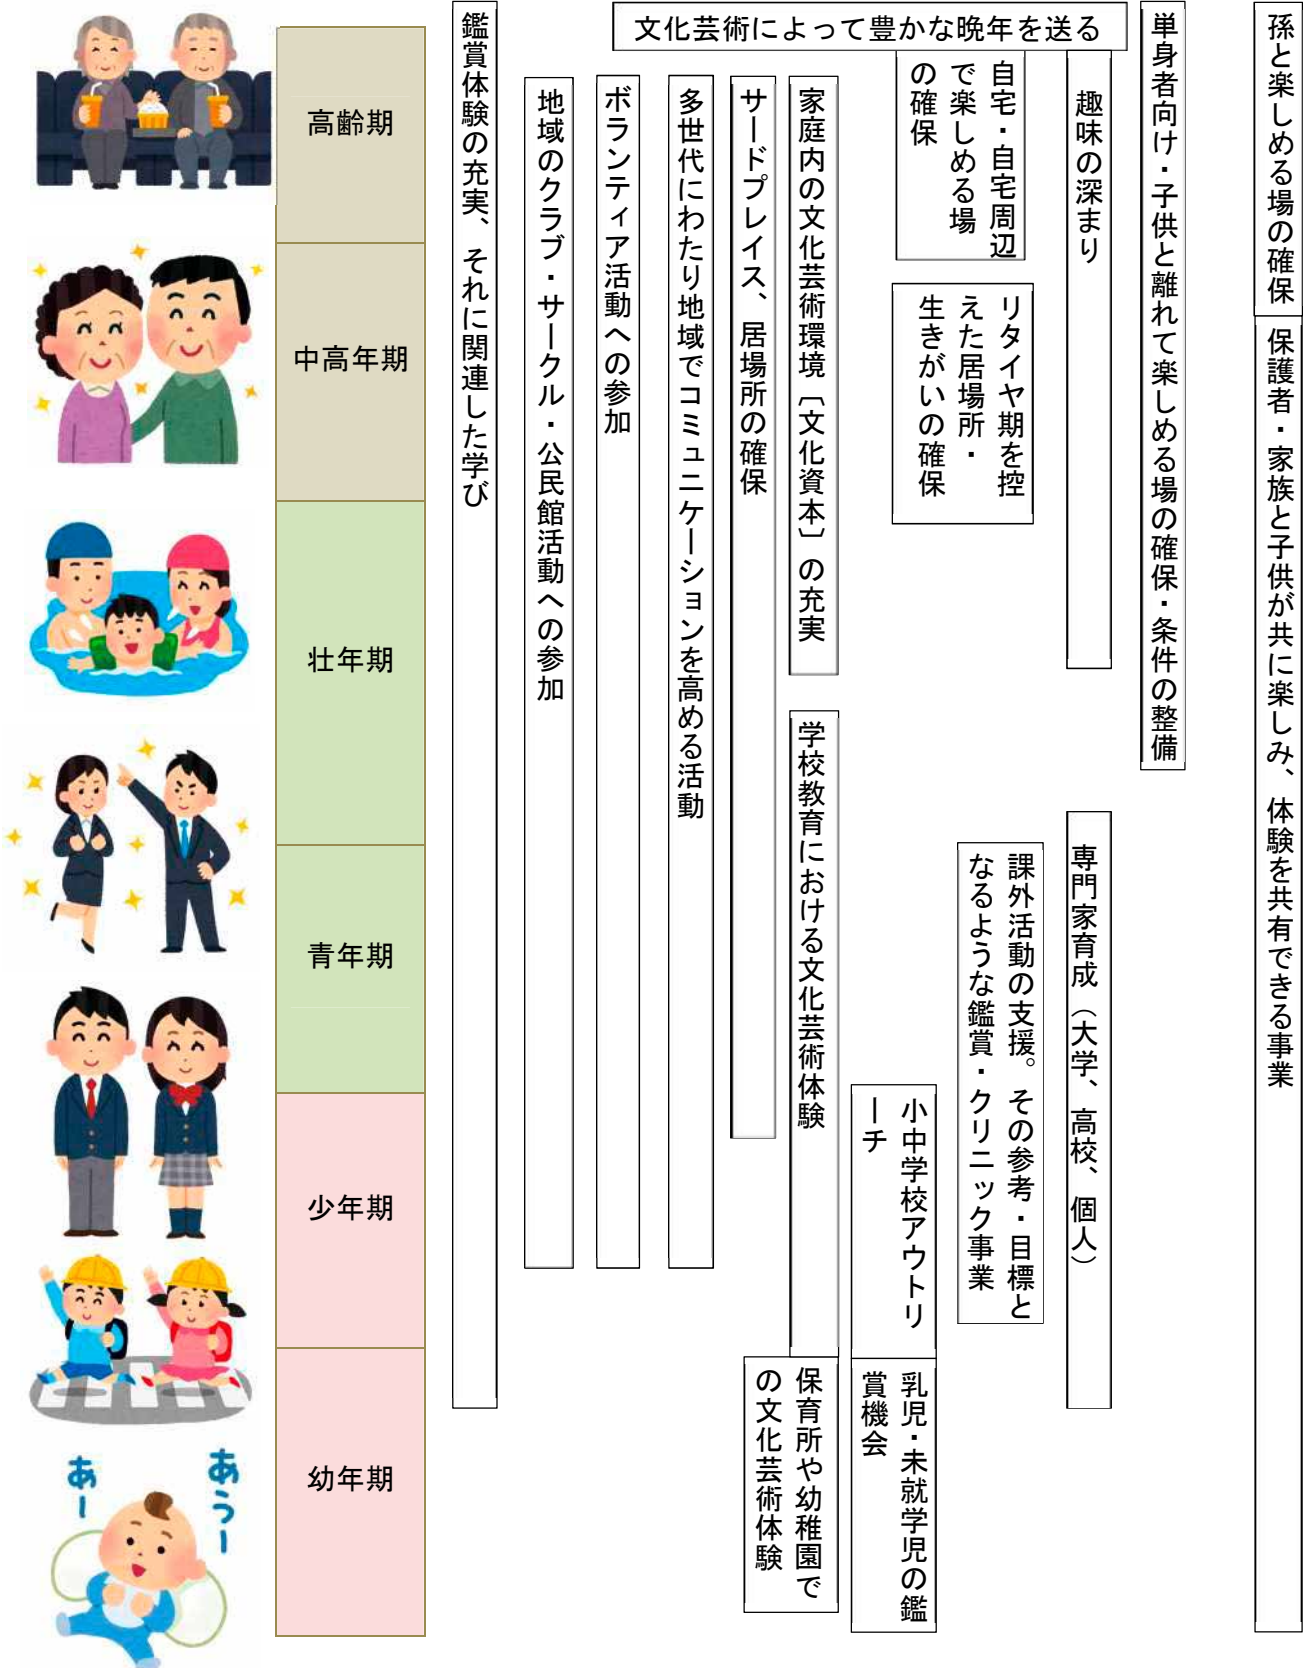 高齢期
中高年期
壮年期
青年期
少年期
幼年期
あうー
あー
鑑賞体験の充実、それに関連した学び
地域のクラブ・サークル・公民館活動への参加
ボランティア活動への参加
多世代にわたり地域でコミュニケーションを高める活動
サードプレイス、居場所の確保
家庭内の文化芸術環境〔文化資本〕の充実
学校教育における文化芸術体験
保育所や幼稚園で
の文化芸術体験
文化芸術によって豊かな晩年を送る
自宅・自宅周辺
で楽しめる場
の確保
リタイヤ期を控
えた居場所・
生きがいの確保
小中学校アウトリ
ーチ
乳児・未就学児の鑑
賞機会
課外活動の支援。その参考・目標と
なるような鑑賞・クリニック事業
趣味の深まり
専門家育成（大学、高校、個人）
単身者向け・子供と離れて楽しめる場の確保・条件の整備
孫と楽しめる場の確保
保護者・家族と子供が共に楽しみ、体験を共有できる事業